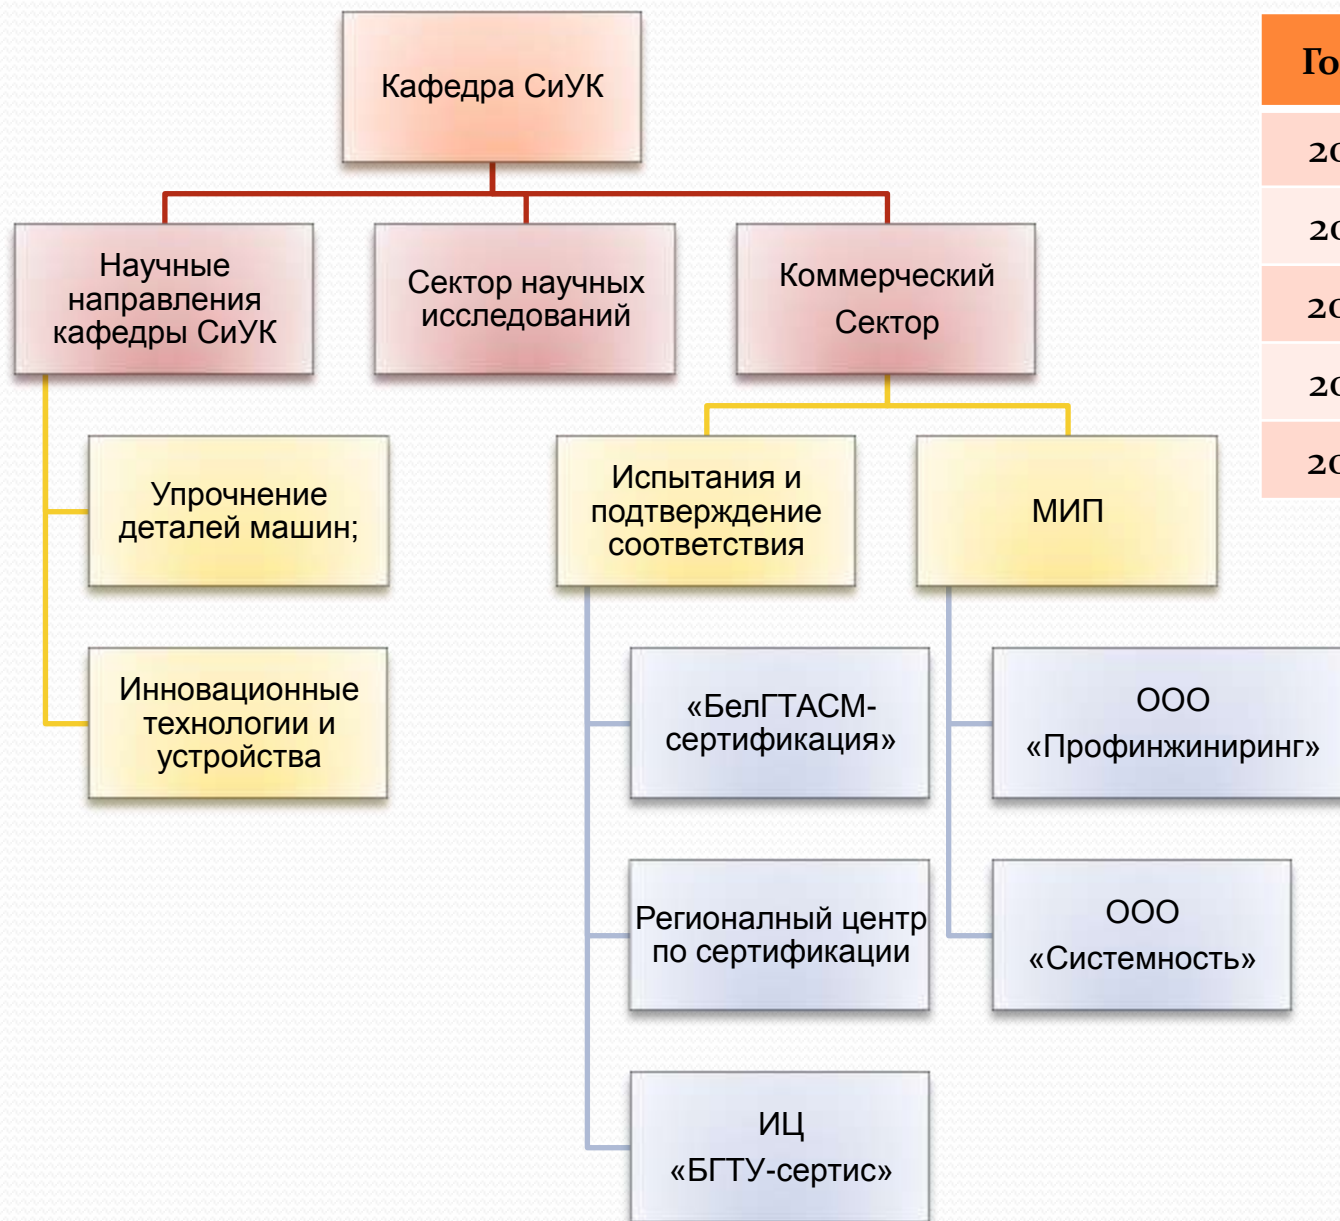 Кафедра СиУК
Научные
направления
кафедры СиУК
Сектор научных
исследований
Коммерческий
Сектор
Упрочнение
деталей машин;
Инновационные
технологии и
устройства
Испытания и
подтверждение
соответствия
МИП
«БелГТАСМ-
сертификация»
Регионалный центр
по сертификации
ИЦ
«БГТУ-сертис»
ООО
«Профинжиниринг»
ООО
«Системность»